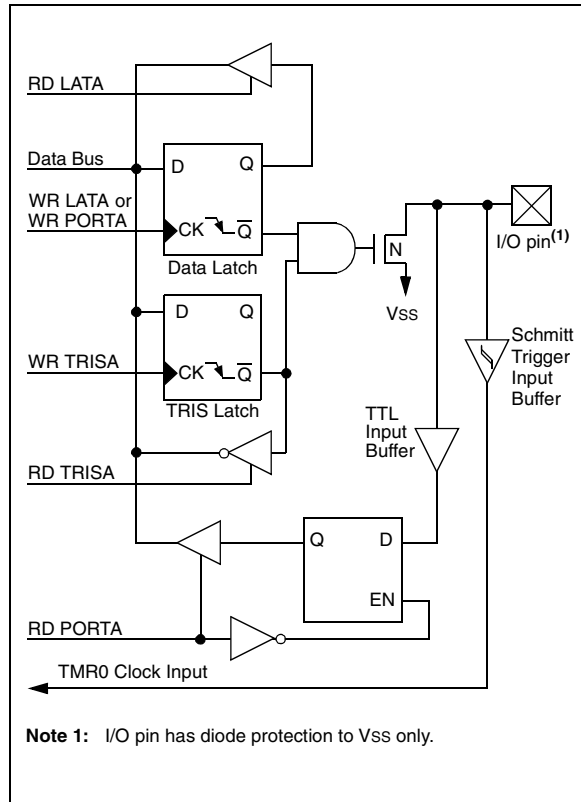 RD LATA
Data Bus
D Q
WR LATA or
WR PORTA
CK Q
Data Latch
N
I/O pin(1)
VSS
D Q
WR TRISA
CK Q
TRIS Latch
Schmitt
Trigger
Input
Buffer
TTL
Input
Buffer
RD TRISA
Q D
EN
RD PORTA
TMR0 Clock Input
Note 1: I/O pin has diode protection to VSS only.